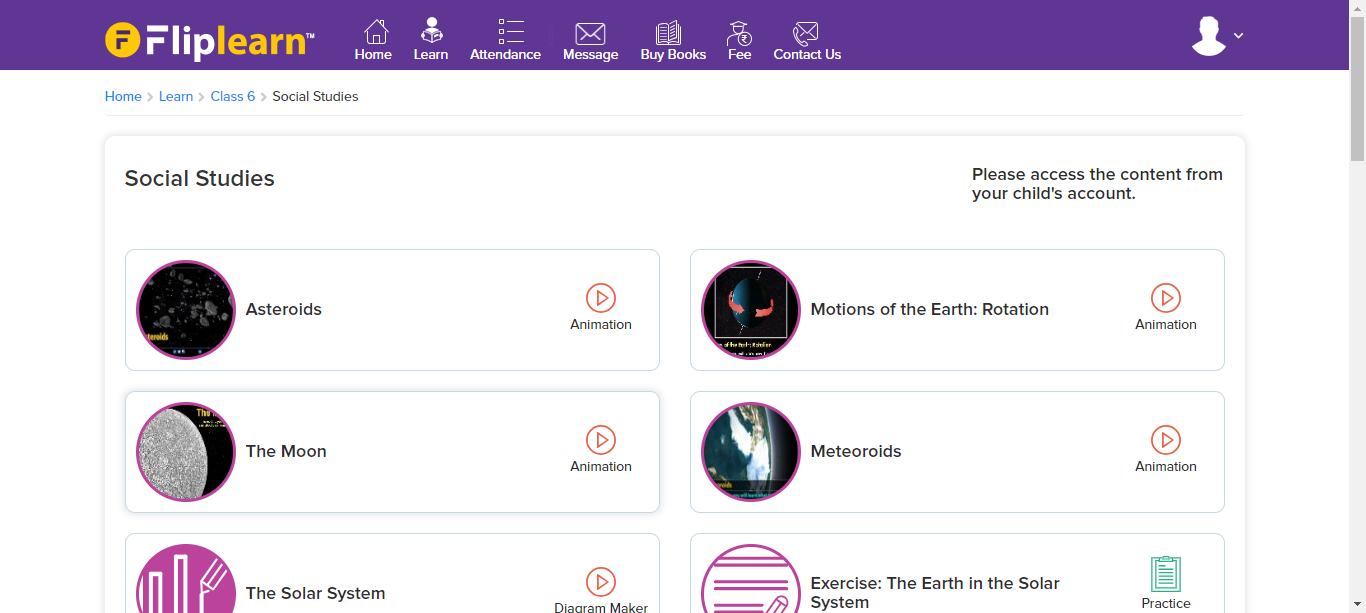 Fliplearn™
Home
Learn
Attendance
Message
Buy Books
Fee
Contact Us
Home > Learn > Class 6 > Social Studies
Social Studies
Please access the content from
your child's account.
Asteroids
Animation
Motions of the Earth: Rotation
Animation
The Moon
Animation
Meteoroids
Animation
The Solar System
Diagram Maker
Exercise: The Earth in the Solar
System
Practice